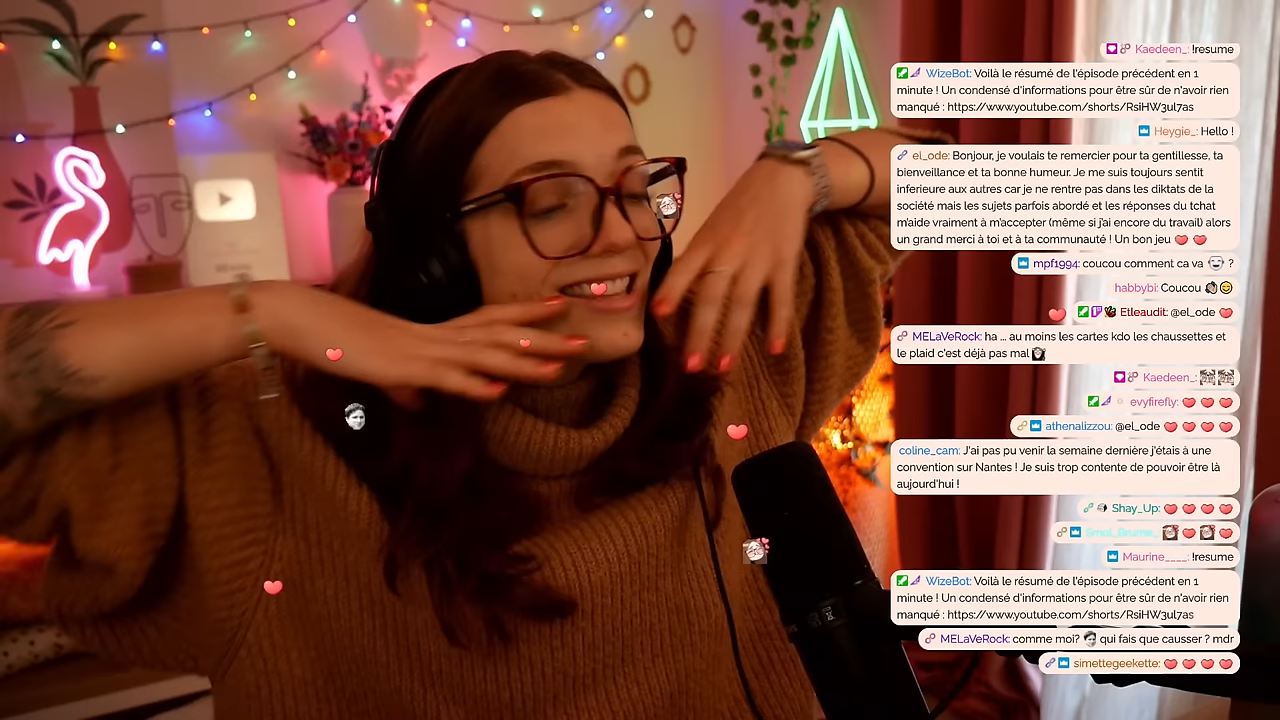 Kaedeen_: !resume
WizeBot: Voilà le résumé de l'épisode précédent en 1
minute ! Un condensé d'informations pour être sûr de n'avoir rien
manqué : https://www.youtube.com/shorts/RsiHW3ul7as
Heygie_: Hello !
el_ode: Bonjour, je voulais te remercier pour ta gentillesse, ta
bienveillance et ta bonne humeur. Je me suis toujours sentit
inferieure aux autres car je ne rentre pas dans les diktats de la
société mais les sujets parfois abordé et les réponses du tchat
m'aide vraiment à m'accepter (même si j'ai encore du travail) alors
un grand merci à toi et à ta communauté ! Un bon jeu
mpf1994: coucou comment ca va ?
habbybi: Coucou
Etleaudit: @el_ode
MELaVeRock: ha ... au moins les cartes kdo les chaussettes et
le plaid c'est déjà pas mal
Kaedeen_:
evyfirefly:
athenalizzou: @el_ode
coline_cam: J'ai pas pu venir la semaine dernière j'étais à une
convention sur Nantes ! Je suis trop contente de pouvoir être là
aujourd'hui !
Shay_Up:
Maurine____: !resume
WizeBot: Voilà le résumé de l'épisode précédent en 1
minute ! Un condensé d'informations pour être sûr de n'avoir rien
manqué : https://www.youtube.com/shorts/RsiHW3ul7as
MELaVeRock: comme moi? qui fais que causser ? mdr
simettegeekette: